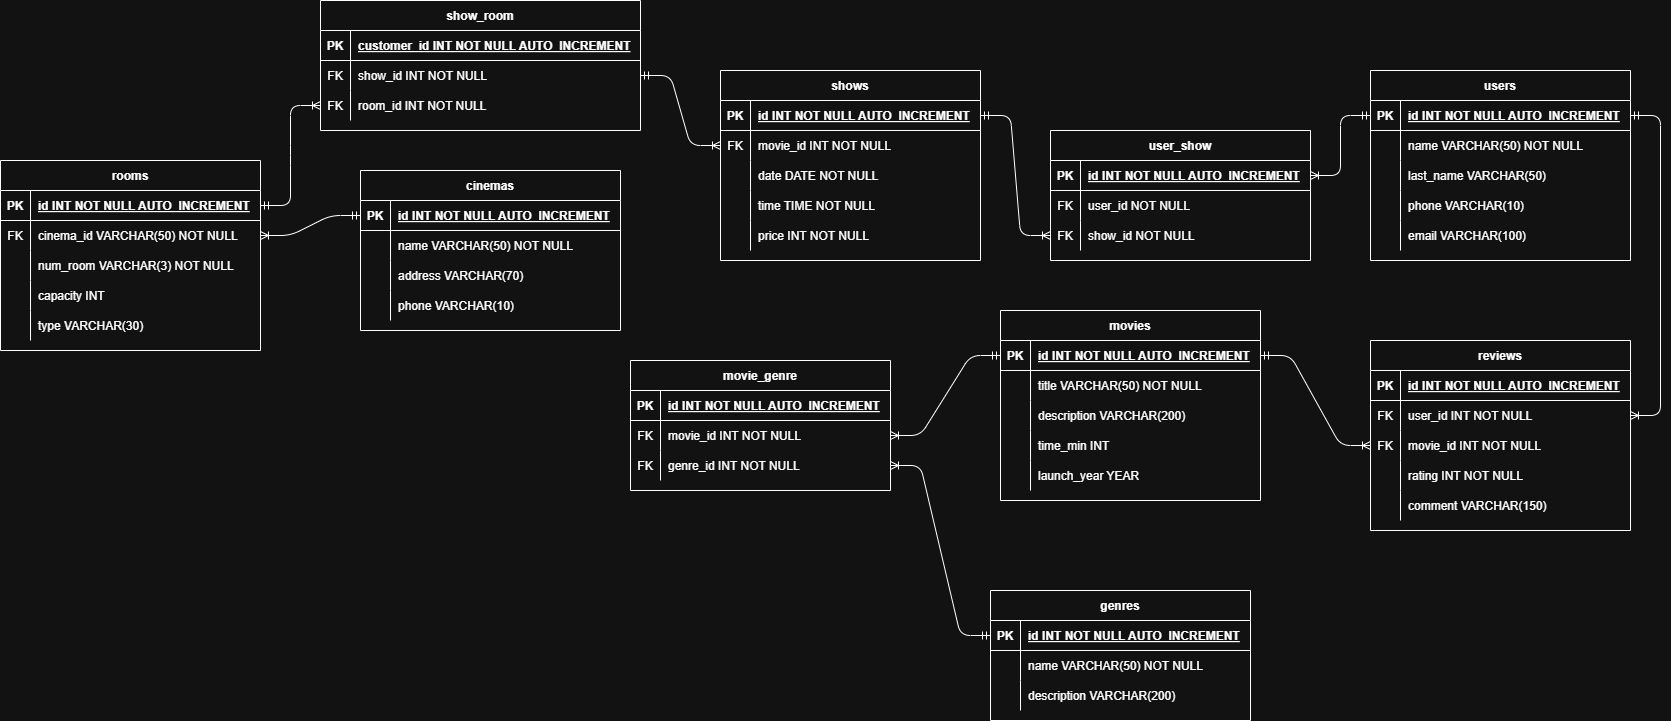 show_room
PK customer_id INT NOT NULL AUTO_INCREMENT
FK show_id INT NOT NULL
FK room_id INT NOT NULL
rooms
PK id INT NOT NULL AUTO_INCREMENT
FK cinema_id VARCHAR(50) NOT NULL
num_room VARCHAR(3) NOT NULL
capacity INT
type VARCHAR(30)
cinemas
PK id INT NOT NULL AUTO_INCREMENT
name VARCHAR(50) NOT NULL
address VARCHAR(70)
phone VARCHAR(10)
shows
PK id INT NOT NULL AUTO_INCREMENT
FK movie_id INT NOT NULL
date DATE NOT NULL
time TIME NOT NULL
price INT NOT NULL
user_show
PK id INT NOT NULL AUTO_INCREMENT
FK user_id NOT NULL
FK show_id NOT NULL
users
PK id INT NOT NULL AUTO_INCREMENT
name VARCHAR(50) NOT NULL
last_name VARCHAR(50)
phone VARCHAR(10)
email VARCHAR(100)
movie_genre
PK id INT NOT NULL AUTO_INCREMENT
FK movie_id INT NOT NULL
FK genre_id INT NOT NULL
movies
PK id INT NOT NULL AUTO_INCREMENT
title VARCHAR(50) NOT NULL
description VARCHAR(200)
time_min INT
launch_year YEAR
reviews
PK id INT NOT NULL AUTO_INCREMENT
FK user_id INT NOT NULL
FK movie_id INT NOT NULL
rating INT NOT NULL
comment VARCHAR(150)
genres
PK id INT NOT NULL AUTO_INCREMENT
name VARCHAR(50) NOT NULL
description VARCHAR(200)